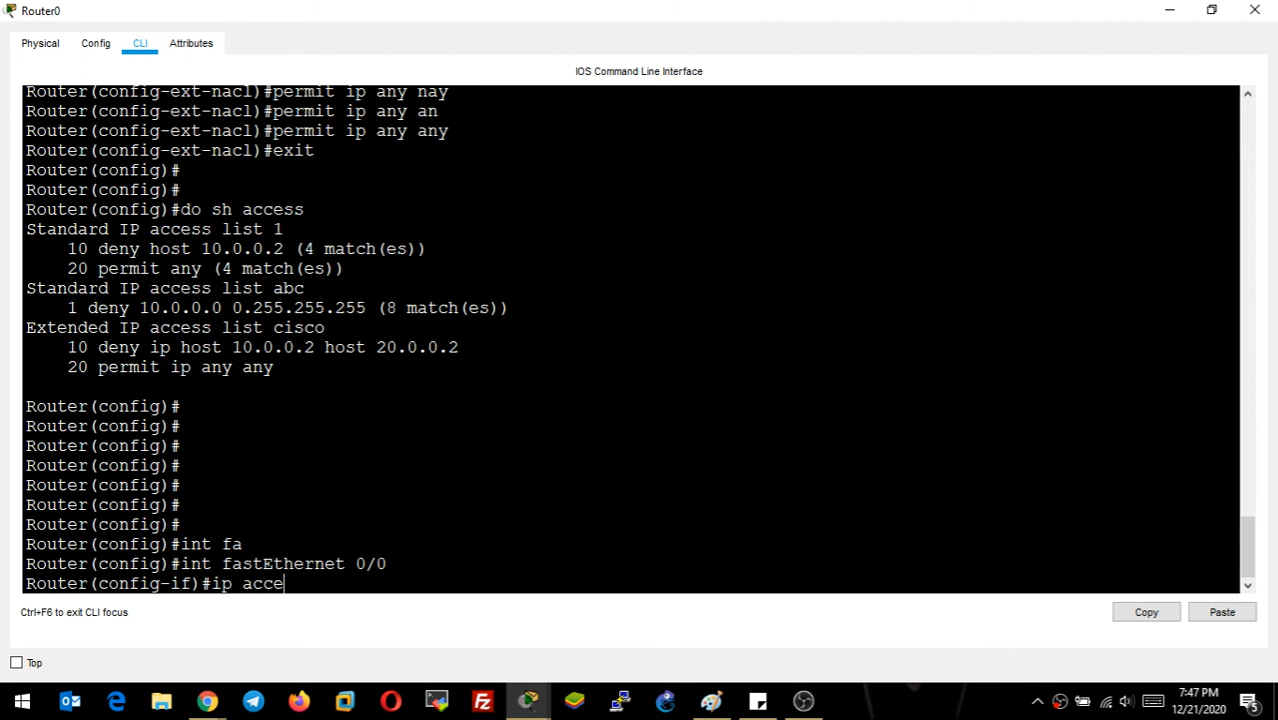 Router0
Physical Config CLI Attributes
IOS Command Line Interface
Router(config-ext-nacl)#permit ip any nay
Router(config-ext-nacl)#permit ip any an
Router(config-ext-nacl)#permit ip any any
Router(config-ext-nacl)#exit
Router(config)#
Router(config)#
Router(config)#do sh access
Standard IP access list 1
    10 deny host 10.0.0.2 (4 match(es))
    20 permit any (4 match(es))
Standard IP access list abc
    1 deny 10.0.0.0 0.255.255.255 (8 match(es))
Extended IP access list cisco
    10 deny ip host 10.0.0.2 host 20.0.0.2
    20 permit ip any any
Router(config)#
Router(config)#
Router(config)#
Router(config)#
Router(config)#
Router(config)#
Router(config)#
Router(config)#int fa
Router(config)#int fastEthernet 0/0
Router(config-if)#ip acce
Ctrl+F6 to exit CLI focus
Copy Paste
Top
7:47 PM
12/21/2020
5